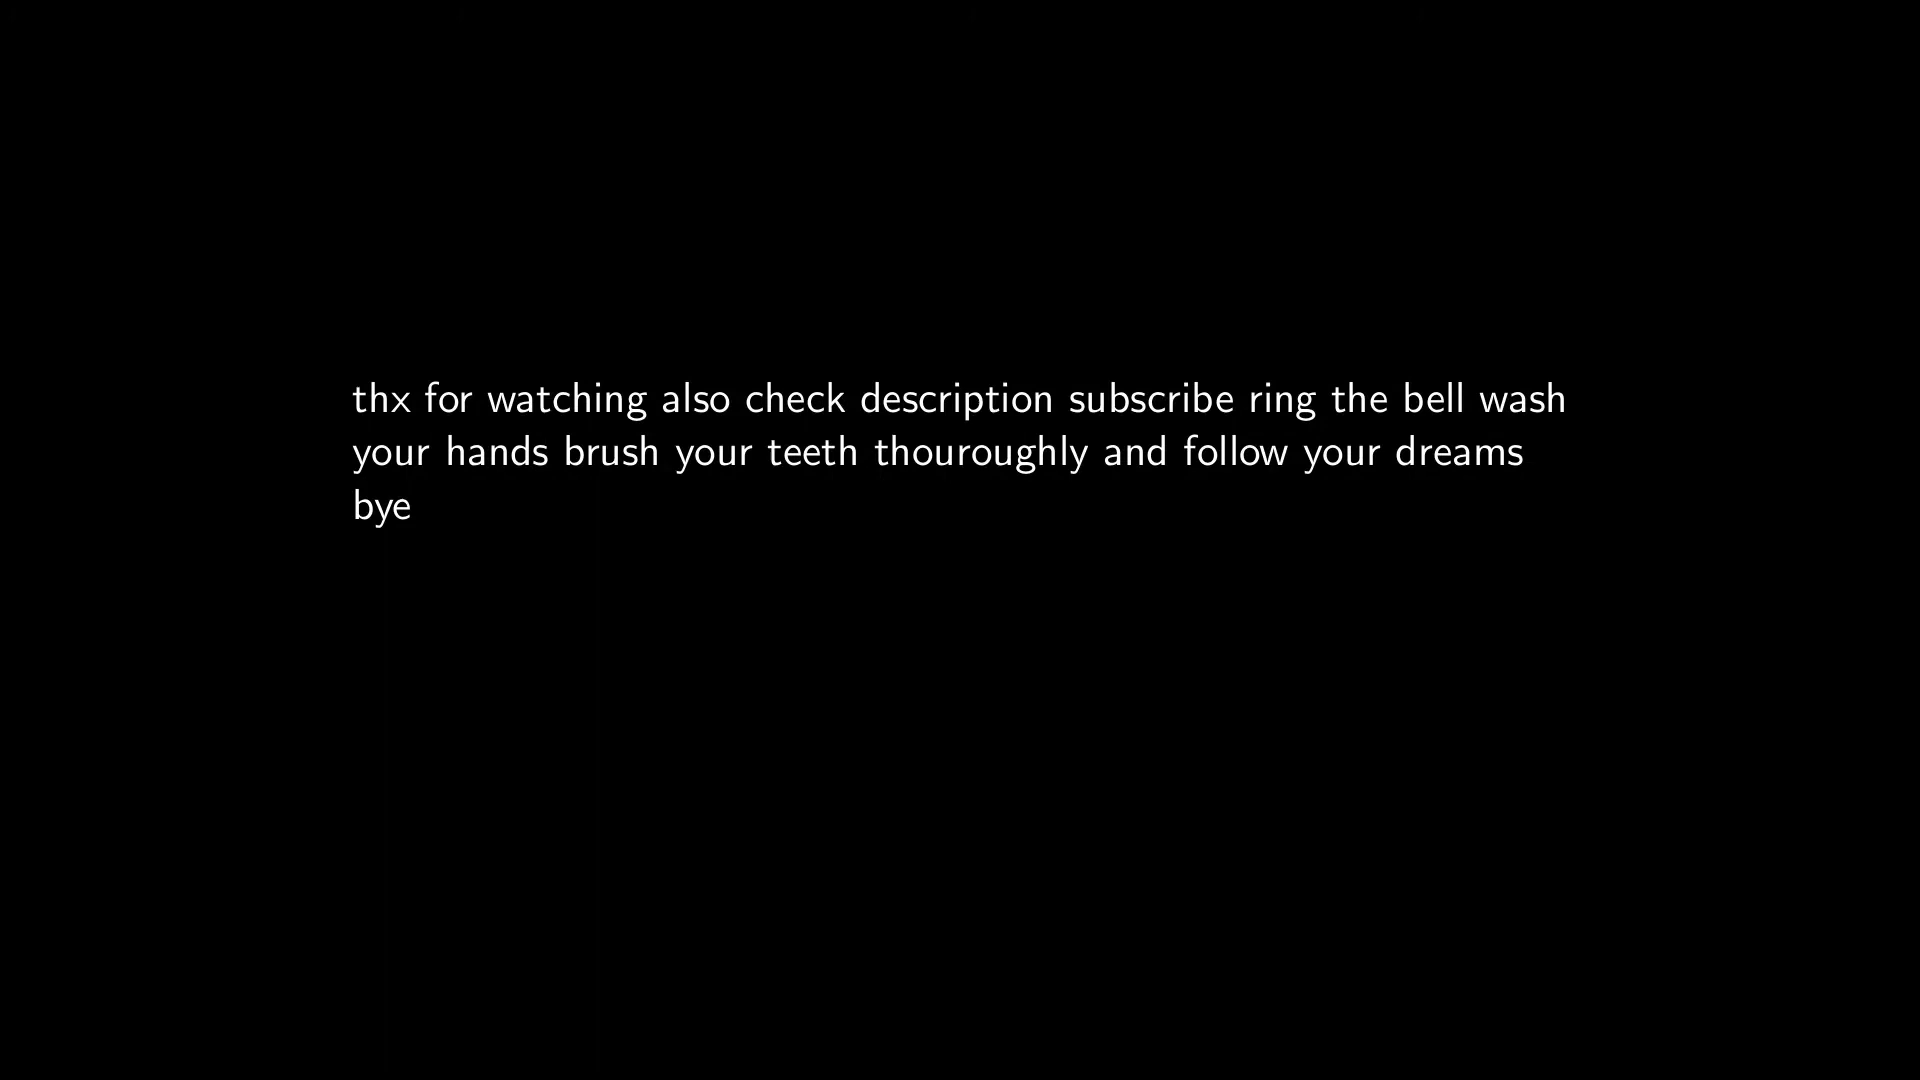 thx for watching also check description subscribe ring the bell wash
your hands brush your teeth thouroughly and follow your dreams
bye